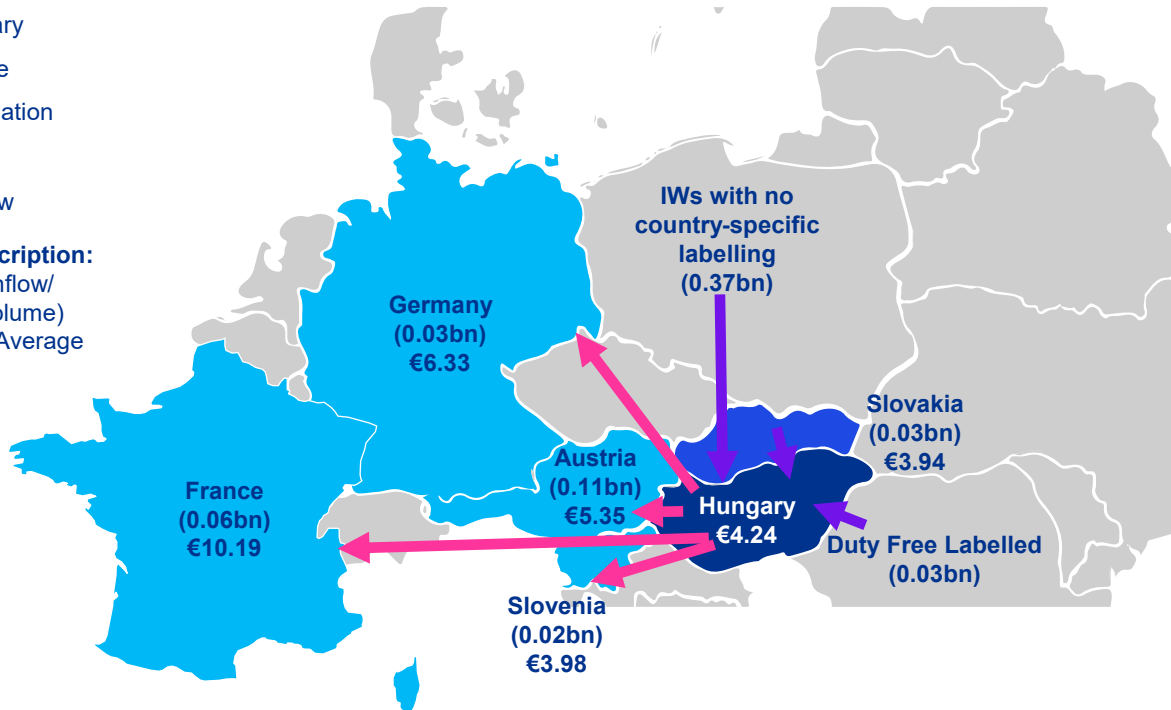 ary
e
ation
w
cription:
nflow/
olume)
Average
IWs with no
country-specific
labelling
(0.37bn)
Germany
(0.03bn)
€6.33
Slovakia
(0.03bn)
€3.94
Austria
(0.11bn)
€5.35
France
(0.06bn)
€10.19
Hungary
€4.24
Duty Free Labelled
(0.03bn)
Slovenia
(0.02bn)
€3.98